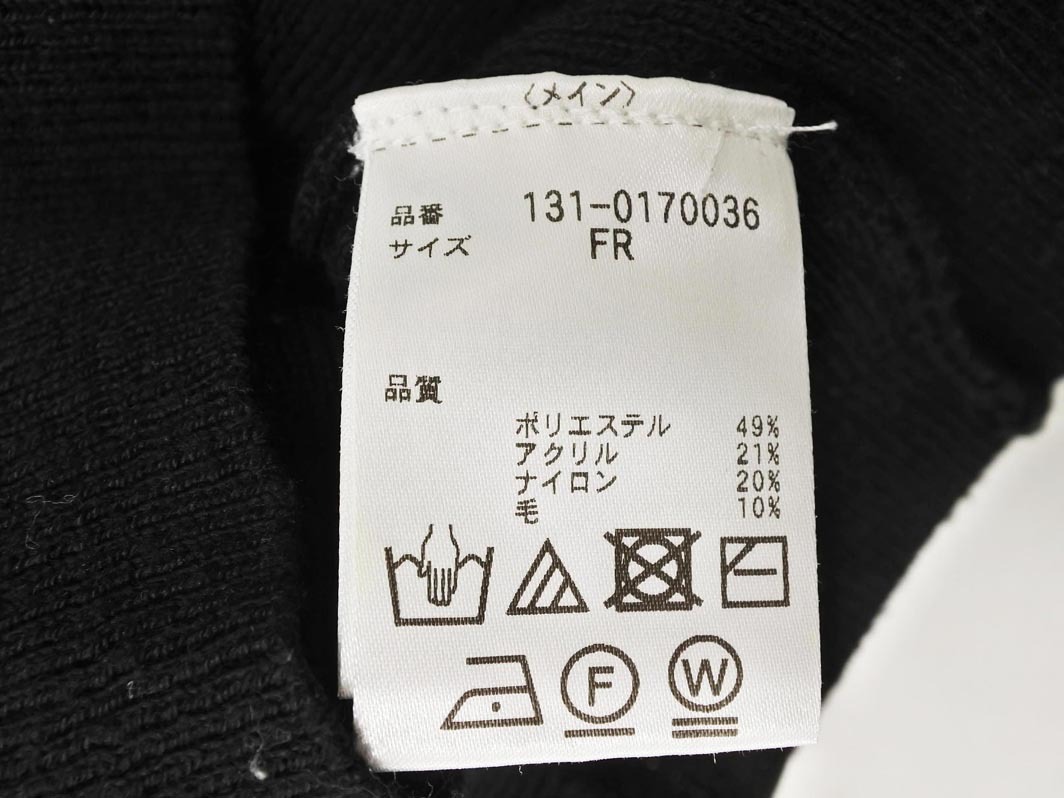 〈メイン〉
品番 131-0170036
サイズ FR
品質
ポリエステル 49%
アクリル 21%
ナイロン 20%
毛 10%
F W